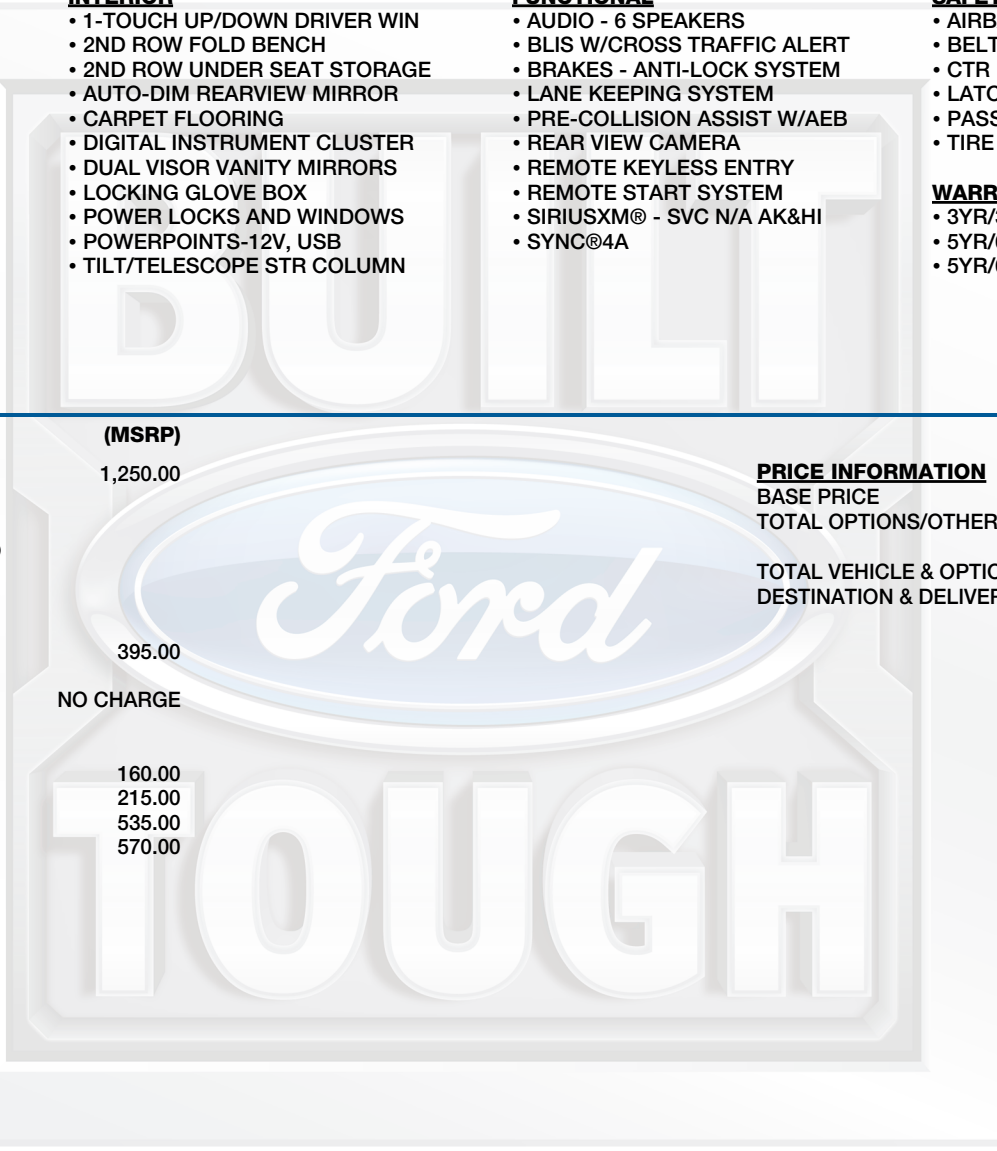 INTERIOR
• 1-TOUCH UP/DOWN DRIVER WIN
• 2ND ROW FOLD BENCH
• 2ND ROW UNDER SEAT STORAGE
• AUTO-DIM REARVIEW MIRROR
• CARPET FLOORING
• DIGITAL INSTRUMENT CLUSTER
• DUAL VISOR VANITY MIRRORS
• LOCKING GLOVE BOX
• POWER LOCKS AND WINDOWS
• POWERPOINTS-12V, USB
• TILT/TELESCOPE STR COLUMN
FUNCTIONAL
• AUDIO - 6 SPEAKERS
• BLIS W/CROSS TRAFFIC ALERT
• BRAKES - ANTI-LOCK SYSTEM
• LANE KEEPING SYSTEM
• PRE-COLLISION ASSIST W/AEB
• REAR VIEW CAMERA
• REMOTE KEYLESS ENTRY
• REMOTE START SYSTEM
• SIRIUSXM® - SVC N/A AK&HI
• SYNC®4A
SAFET
• AIRB
• BELT
• CTR
• LATC
• PASS
• TIRE
WARR
• 3YR/
• 5YR/
• 5YR/
(MSRP)
1,250.00
395.00
NO CHARGE
160.00
215.00
535.00
570.00
PRICE INFORMATION
BASE PRICE
TOTAL OPTIONS/OTHER
TOTAL VEHICLE & OPTIO
DESTINATION & DELIVER
BUILT
Ford
TOUGH